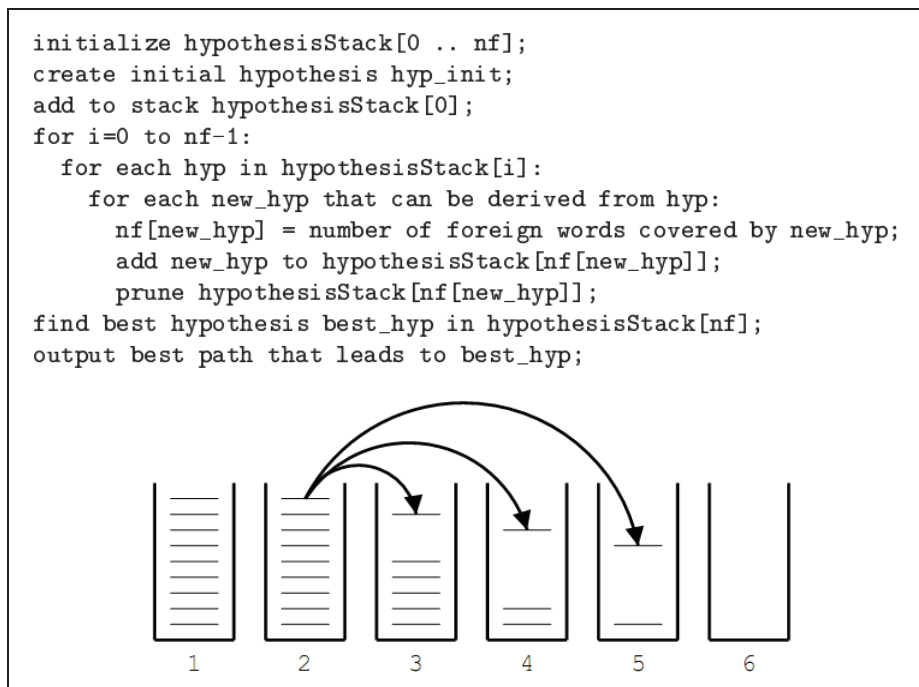 initialize hypothesisStack[0 .. nf];
create initial hypothesis hyp_init;
add to stack hypothesisStack[0];
for i=0 to nf-1:
  for each hyp in hypothesisStack[i]:
    for each new_hyp that can be derived from hyp:
      nf[new_hyp] = number of foreign words covered by new_hyp;
      add new_hyp to hypothesisStack[nf[new_hyp]];
      prune hypothesisStack[nf[new_hyp]];
find best hypothesis best_hyp in hypothesisStack[nf];
output best path that leads to best_hyp;
1 2 3 4 5 6